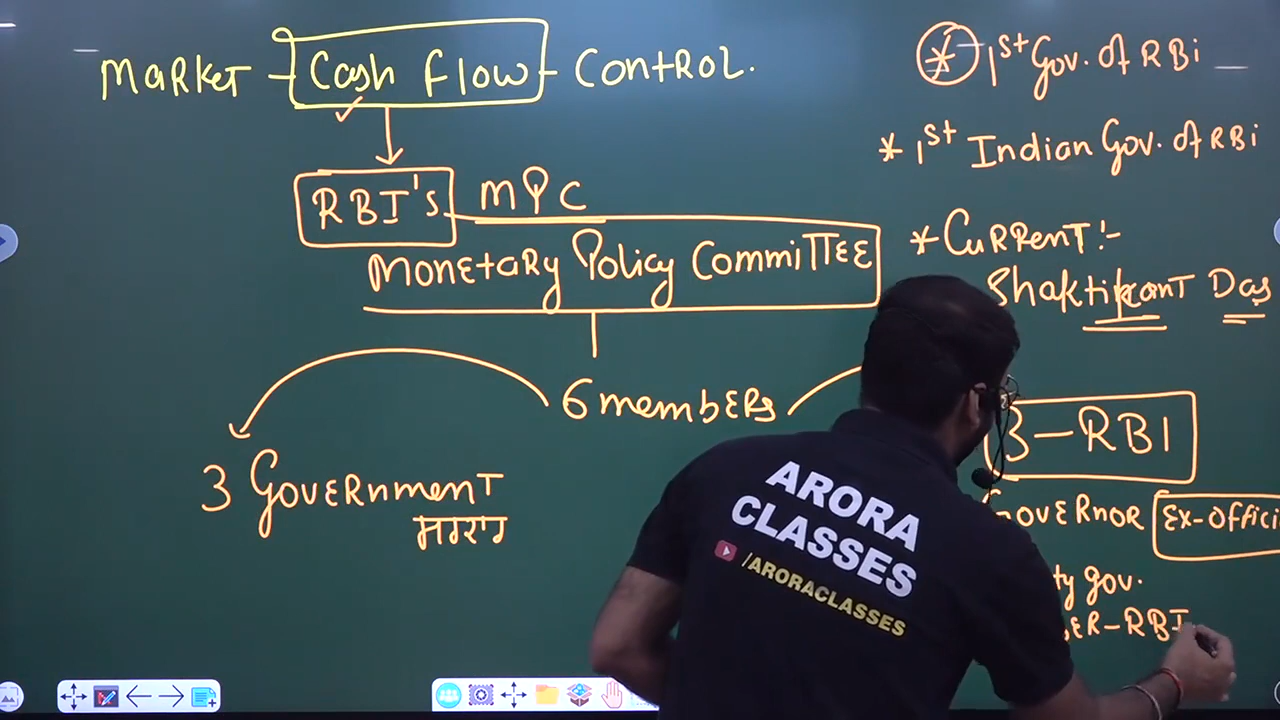 MARKET - Cash Flow - CONTROL.
RBI's MPC
Monetary Policy Committee
6 members
3 Government
* 1st Gov. of RBi
* 1st Indian Gov. of RBi
* Current :-
Shaktikant Das
3-RBI
Governor Ex-offici
ty gov.
ER-RBI
ARORA
CLASSES
/ARORACLASSES